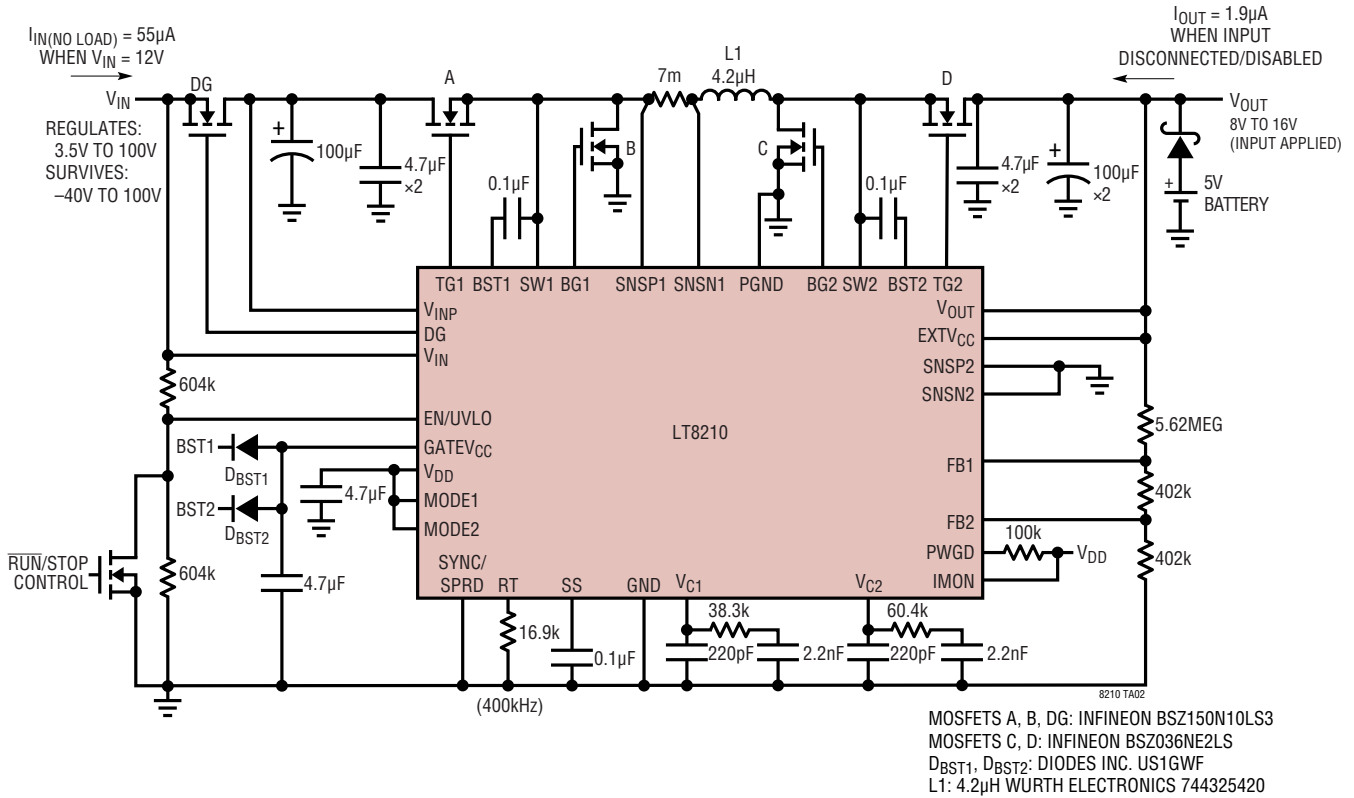 I_IN(NO LOAD) = 55µA
WHEN V_IN = 12V
V_IN
REGULATES:
3.5V TO 100V
SURVIVES:
–40V TO 100V
DG
100µF
4.7µF
×2
A
0.1µF
B
7m
L1
4.2µH
C
0.1µF
D
4.7µF
×2
100µF
×2
I_OUT = 1.9µA
WHEN INPUT
DISCONNECTED/DISABLED
V_OUT
8V TO 16V
(INPUT APPLIED)
5V
BATTERY
TG1 BST1 SW1 BG1 SNSP1 SNSN1 PGND BG2 SW2 BST2 TG2
V_INP
DG
V_IN
EN/UVLO
GATEV_CC
V_DD
MODE1
MODE2
SYNC/
SPRD RT SS GND V_C1 V_C2
LT8210
V_OUT
EXTV_CC
SNSP2
SNSN2
FB1
FB2
PWGD
IMON
604k
BST1
D_BST1
BST2
D_BST2
4.7µF
4.7µF
RUN/STOP
CONTROL
604k
16.9k
(400kHz)
0.1µF
38.3k
220pF
2.2nF
60.4k
220pF
2.2nF
100k
V_DD
5.62MEG
402k
402k
8210 TA02
MOSFETS A, B, DG: INFINEON BSZ150N10LS3
MOSFETS C, D: INFINEON BSZ036NE2LS
D_BST1, D_BST2: DIODES INC. US1GWF
L1: 4.2µH WURTH ELECTRONICS 744325420